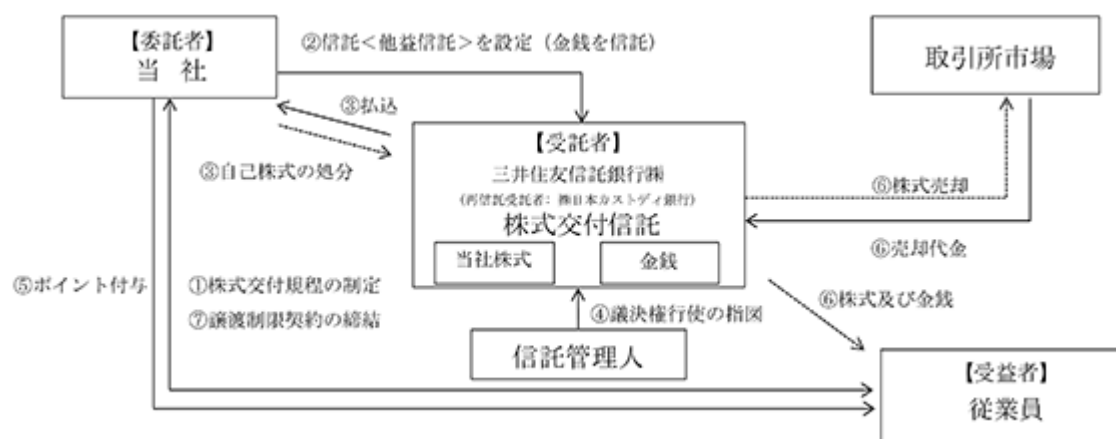 【委託者】
当 社
②信託<他益信託>を設定（金銭を信託）
取引所市場
③払込
【受託者】
三井住友信託銀行㈱
(再信託受託者：㈱日本カストディ銀行)
株式交付信託
当社株式
金銭
③自己株式の処分
⑥株式売却
⑥売却代金
⑤ポイント付与
①株式交付規程の制定
⑦譲渡制限契約の締結
④議決権行使の指図
⑥株式及び金銭
信託管理人
【受益者】
従業員